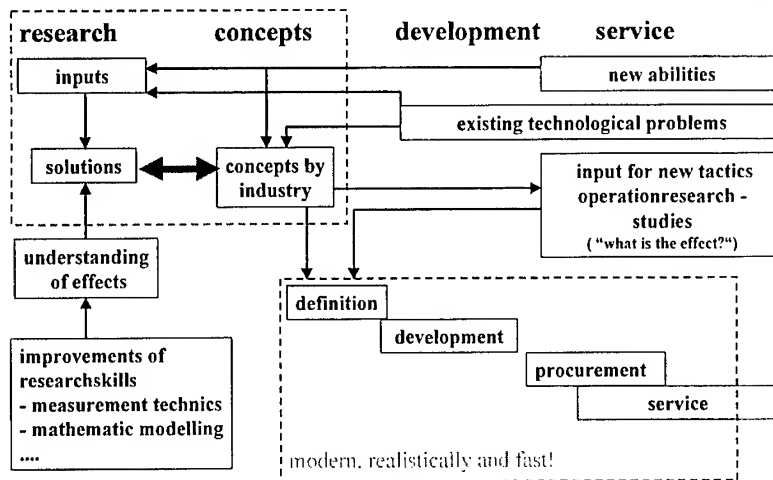 research concepts development service
inputs
new abilities
existing technological problems
solutions
concepts by
industry
input for new tactics
operationresearch -
studies
( "what is the effect?“)
understanding
of effects
definition
development
procurement
service
improvements of
researchskills
- measurement technics
- mathematic modelling
....
modern, realistically and fast!